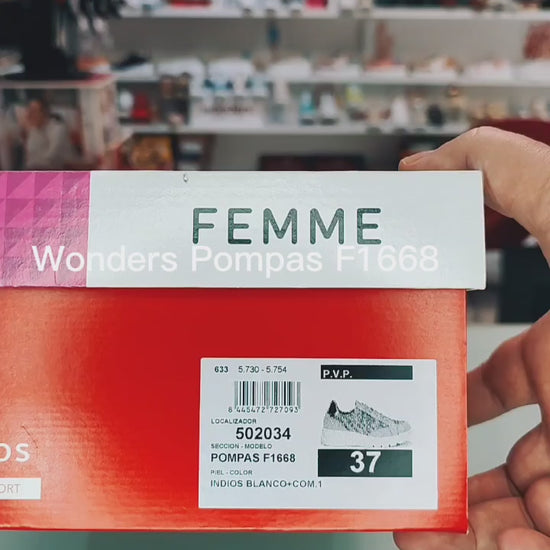 FEMME
Wonders Pompas F1668
633 5.730 - 5.754
P.V.P.
8 445472 727093
LOCALIZADOR
502034
SECCION - MODELO
POMPAS F1668
37
PIEL - COLOR
INDIOS BLANCO+COM.1
OS
ORT